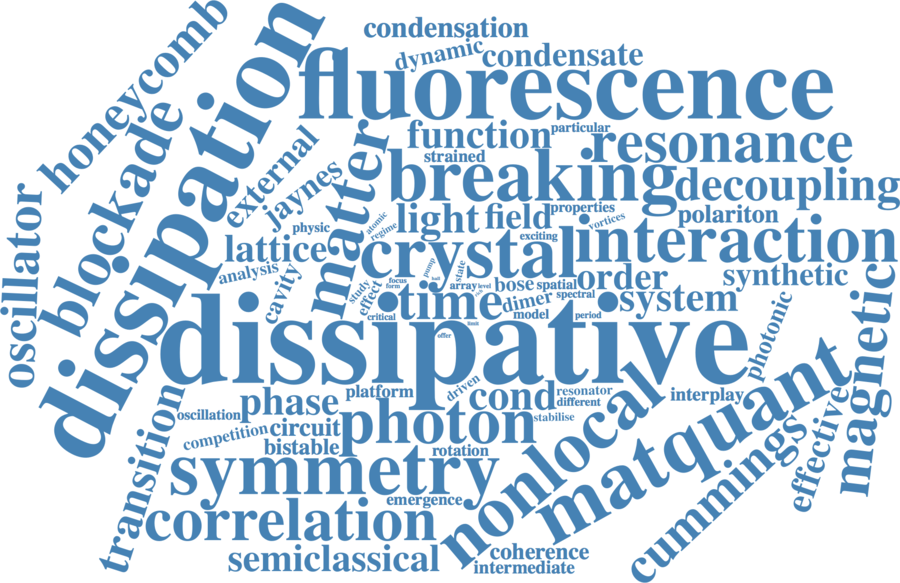 condensation
honeycomb
dynamic
condensate
dissipation
fluorescence
blockade
external
function
particular
resonance
matter
strained
breaking
decoupling
jaynes
oscillator
light
field
properties
polariton
vortices
atomic
regime
physic
exciting
lattice
crystal
interaction
analysis
cavity
synthetic
pump
state
study
effect
focus
form
array
level
bose
spatial
order
time
dimer
spectral
system
critical
model
period
photonic
magnetic
offer
dissipative
driven
platform
phase
cond
resonator
different
interplay
oscillation
transition
competition
circuit
photon
stabilise
nonlocal
matquant
effective
bistable
rotation
symmetry
cummings
emergence
correlation
semiclassical
coherence
intermediate